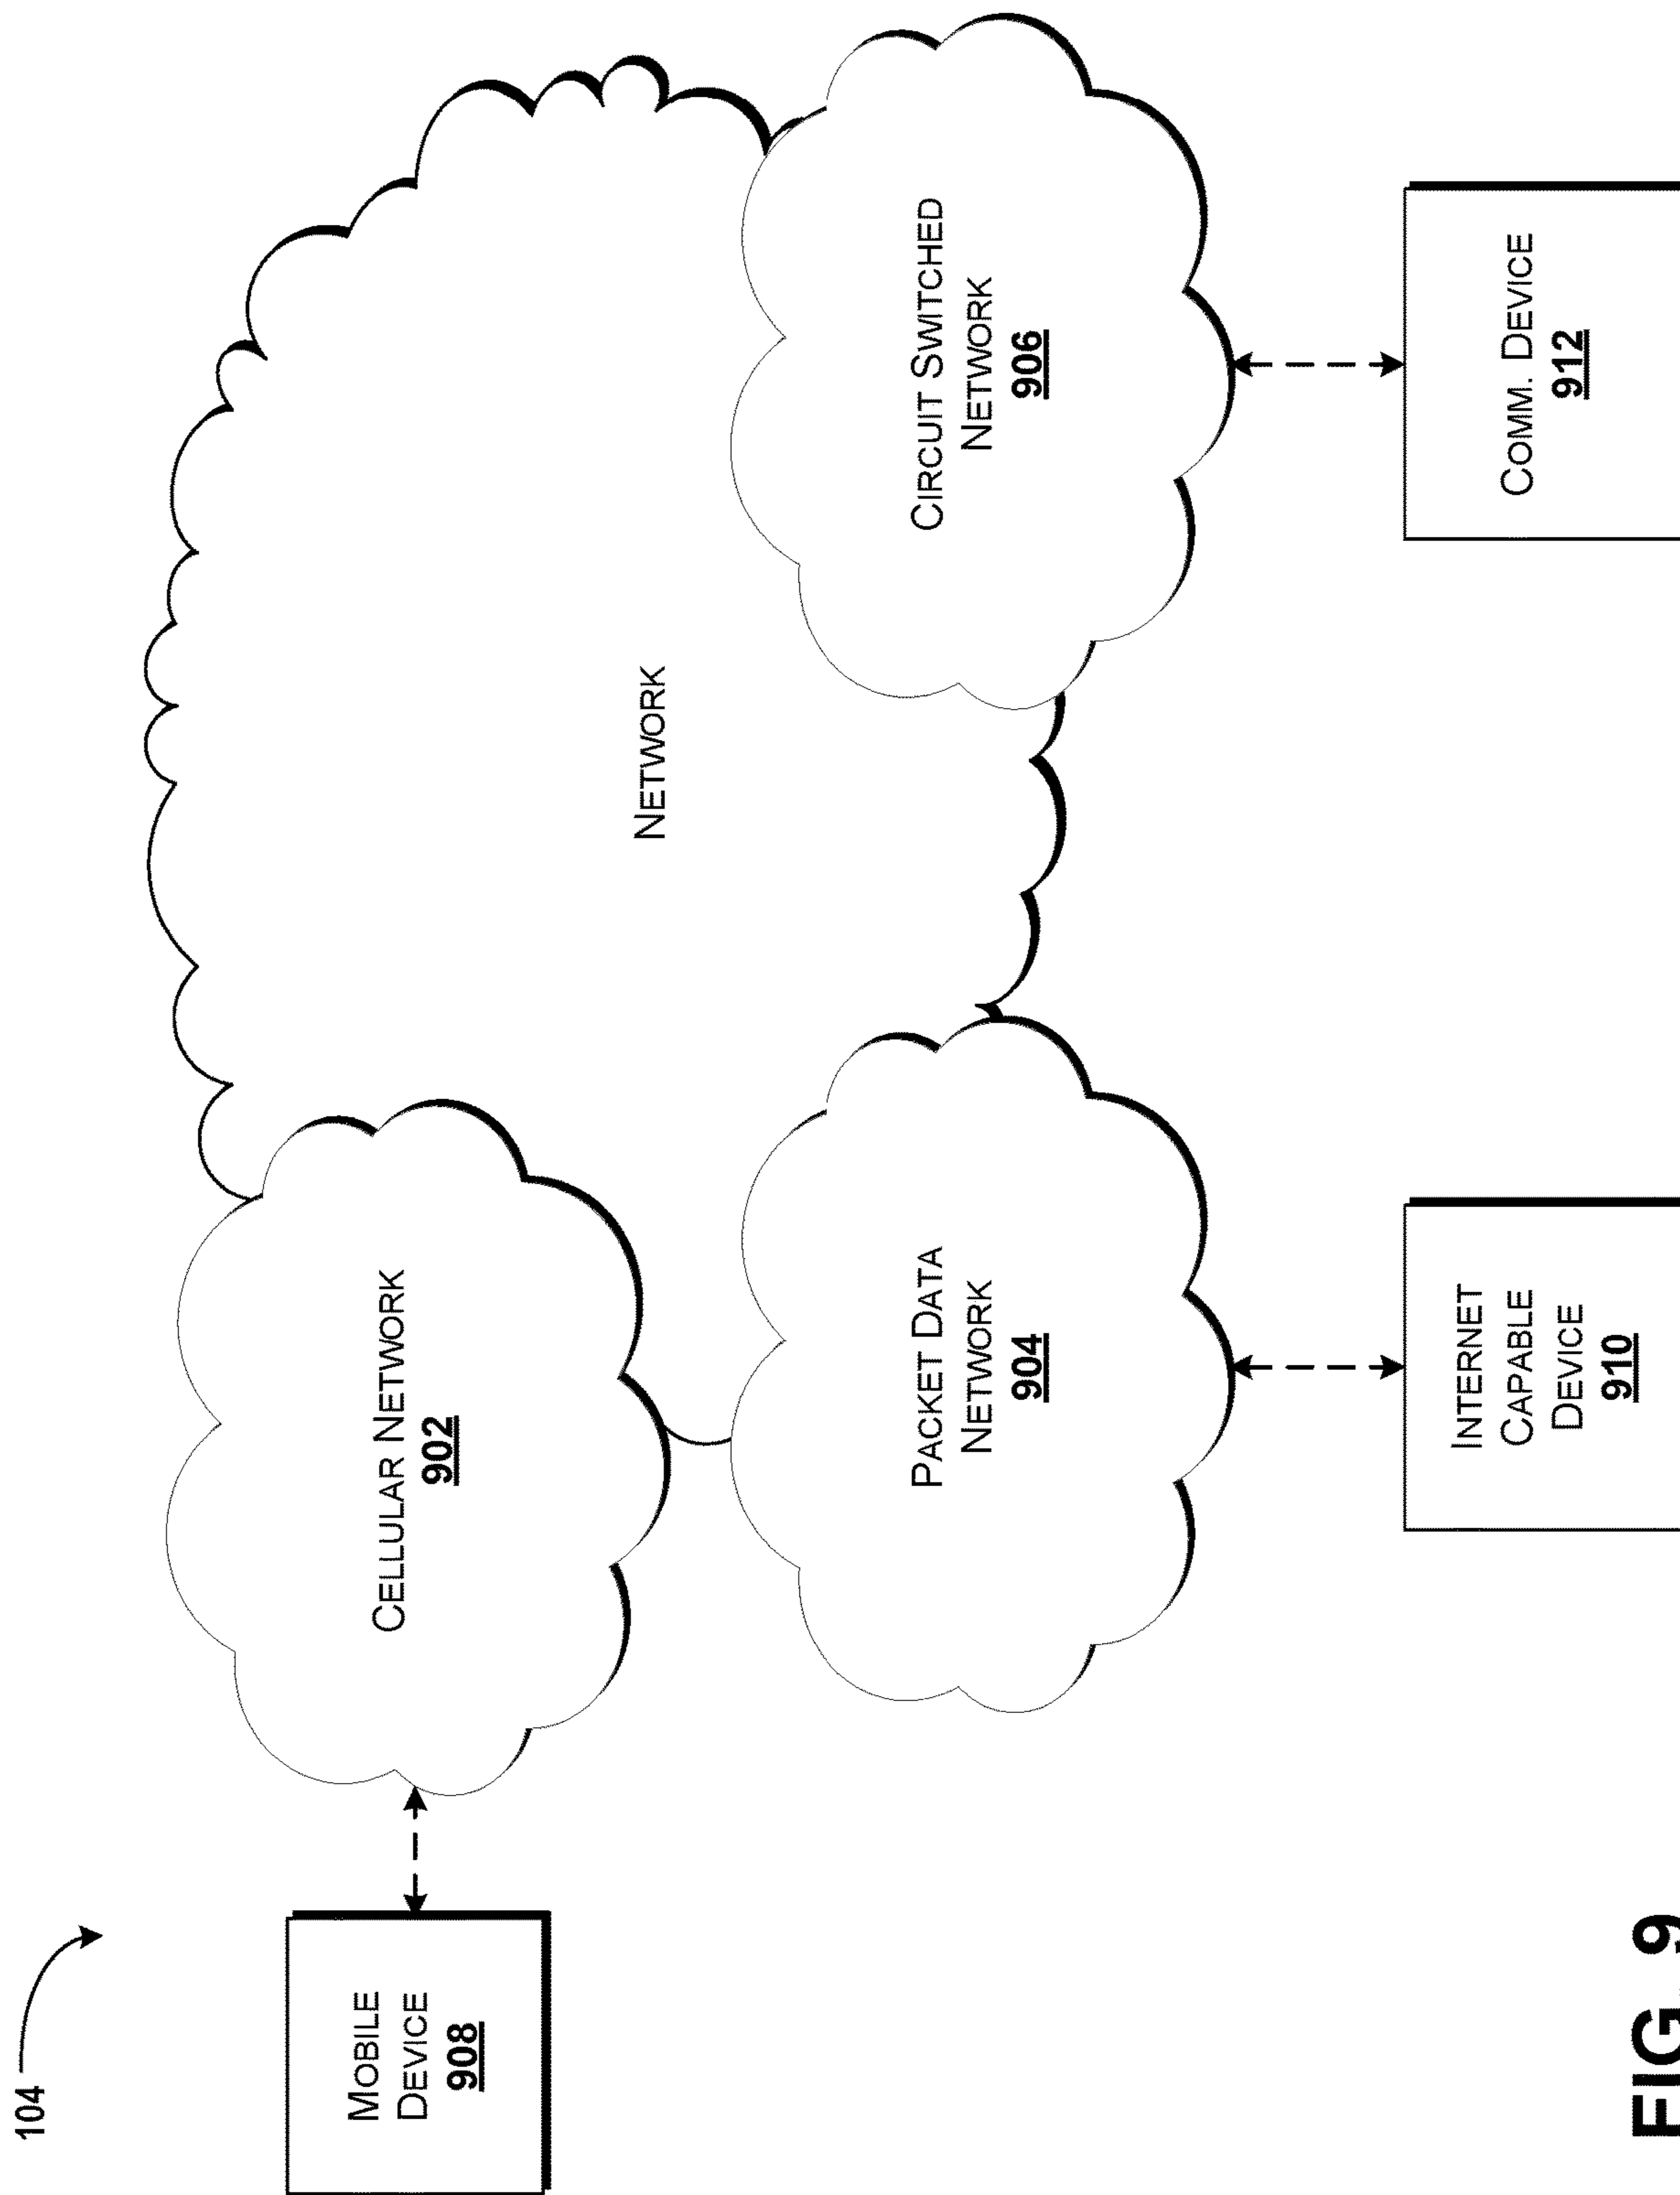 104
MOBILE
DEVICE
908
CELLULAR NETWORK
902
NETWORK
PACKET DATA
NETWORK
904
CIRCUIT SWITCHED
NETWORK
906
INTERNET
CAPABLE
DEVICE
910
COMM. DEVICE
912
FIG. 9